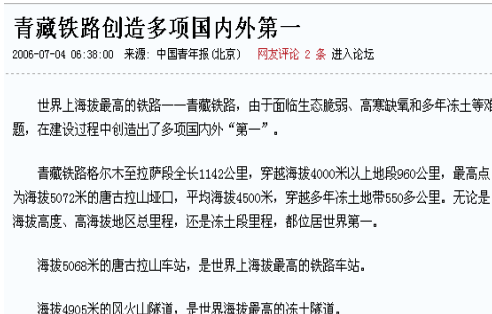 青藏铁路创造多项国内外第一
2006-07-04 06:38:00 来源: 中国青年报(北京) 网友评论 2 条 进入论坛
世界上海拔最高的铁路——青藏铁路，由于面临生态脆弱、高寒缺氧和多年冻土等难
题，在建设过程中创造出了多项国内外“第一”。
青藏铁路格尔木至拉萨段全长1142公里，穿越海拔4000米以上地段960公里，最高点
为海拔5072米的唐古拉山垭口，平均海拔4500米，穿越多年冻土地带550多公里。无论是
海拔高度、高海拔地区总里程，还是冻土段里程，都位居世界第一。
海拔5068米的唐古拉山车站，是世界上海拔最高的铁路车站。
海拔4905米的风火山隧道，是世界海拔最高的冻土隧道。